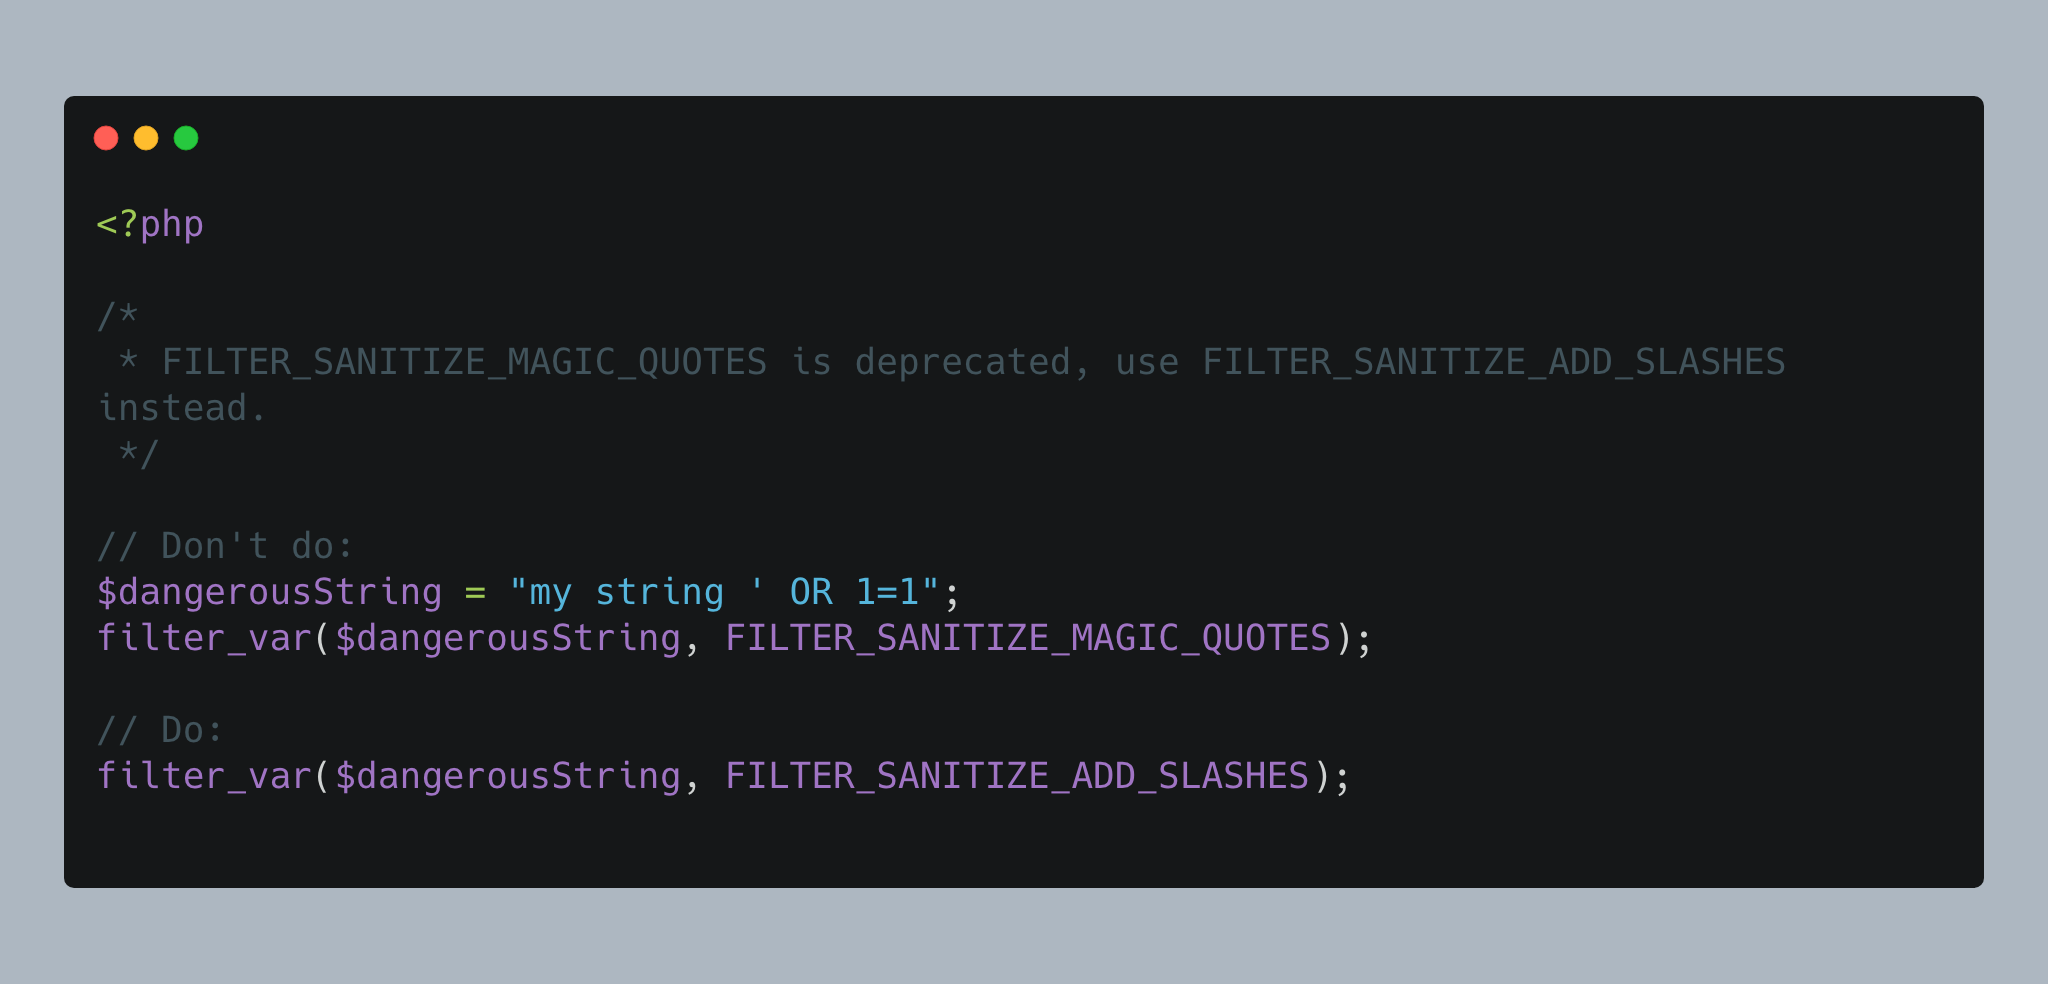 <?php

/*
 * FILTER_SANITIZE_MAGIC_QUOTES is deprecated, use FILTER_SANITIZE_ADD_SLASHES
instead.
 */

// Don't do:
$dangerousString = "my string ' OR 1=1";
filter_var($dangerousString, FILTER_SANITIZE_MAGIC_QUOTES);

// Do:
filter_var($dangerousString, FILTER_SANITIZE_ADD_SLASHES);